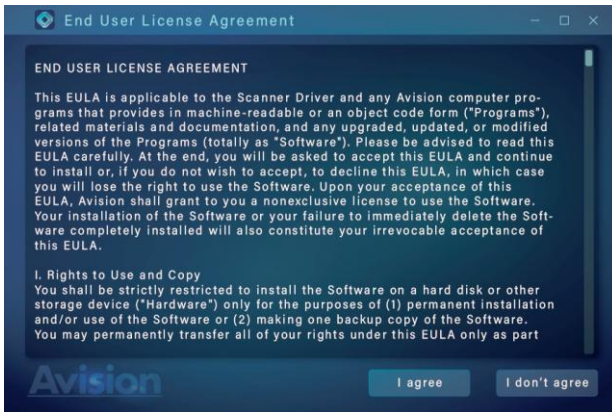 End User License Agreement
END USER LICENSE AGREEMENT
This EULA is applicable to the Scanner Driver and any Avision computer pro-
grams that provides in machine-readable or an object code form ("Programs"),
related materials and documentation, and any upgraded, updated, or modified
versions of the Programs (totally as "Software"). Please be advised to read this
EULA carefully. At the end, you will be asked to accept this EULA and continue
to install or, if you do not wish to accept, to decline this EULA, in which case
you will lose the right to use the Software. Upon your acceptance of this
EULA, Avision shall grant to you a nonexclusive license to use the Software.
Your installation of the Software or your failure to immediately delete the Soft-
ware completely installed will also constitute your irrevocable acceptance of
this EULA.
I. Rights to Use and Copy
You shall be strictly restricted to install the Software on a hard disk or other
storage device ("Hardware") only for the purposes of (1) permanent installation
and/or use of the Software or (2) making one backup copy of the Software.
You may permanently transfer all of your rights under this EULA only as part
Avision
I agree
I don't agree